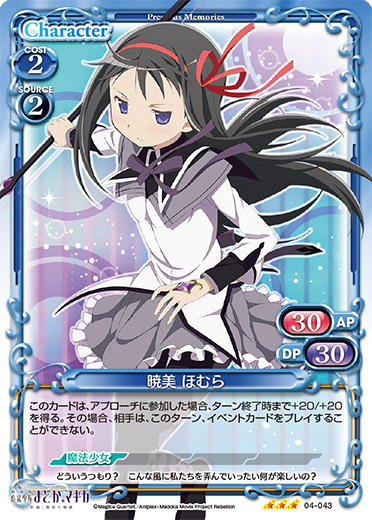 Precious Memories
Character
COST
2
SOURCE
2
30 AP
DP 30
暁美 ほむら
このカードは、アプローチに参加した場合、ターン終了時まで+20/+20
を得る。その場合、相手は、このターン、イベントカードをプレイするこ
とができない。
魔法少女
どういうつもり? こんな風に私たちを弄んでいったい何が楽しいの?
魔法少女まどか☆マギカ
©Magica Quartet／Aniplex・Madoka Movie Project Rebellion
04-043